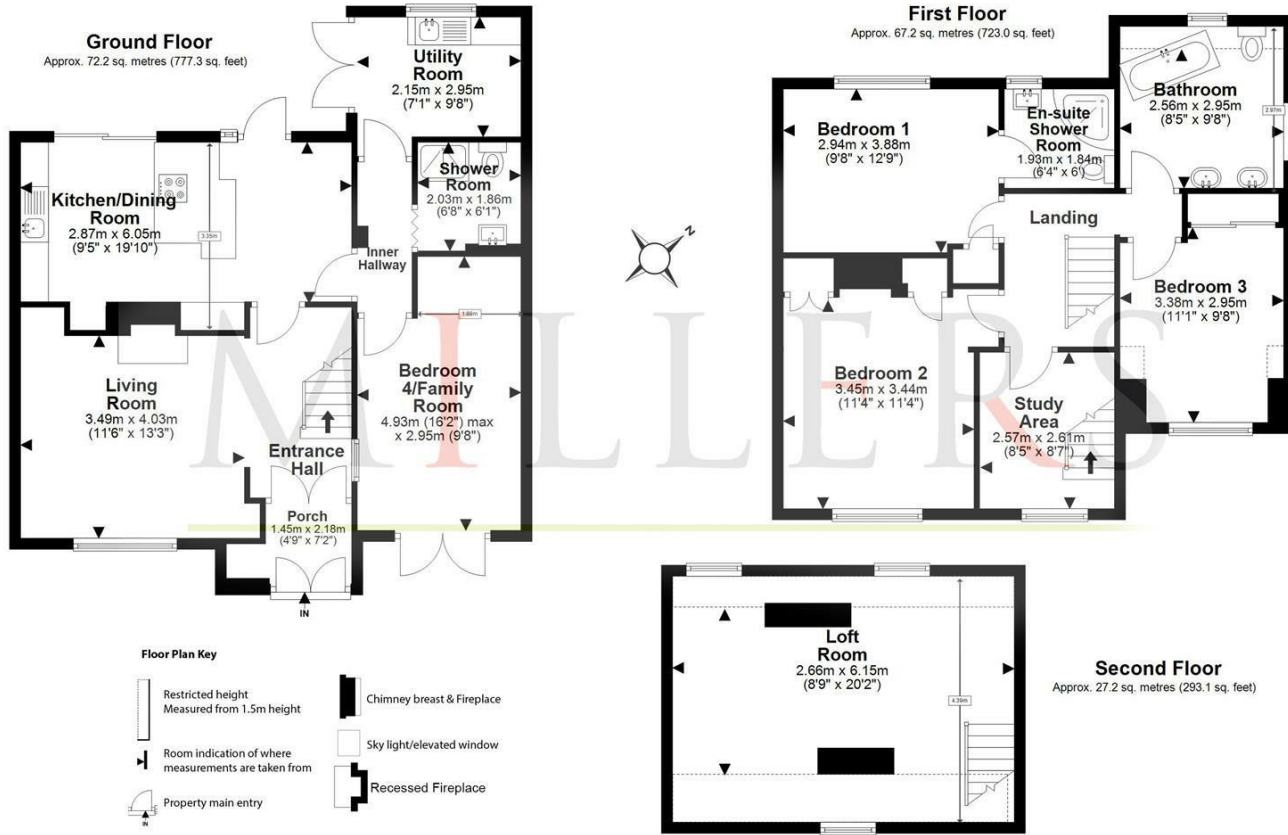 Ground Floor
Approx. 72.2 sq. metres (777.3 sq. feet)
Utility
Room
2.15m x 2.95m
(7'1" x 9'8")
Kitchen/Dining
Room
2.87m x 6.05m
(9'5" x 19'10")
3.35m
Shower
Room
2.03m x 1.86m
(6'8" x 6'1")
Inner
Hallway
Living
Room
3.49m x 4.03m
(11'6" x 13'3")
Bedroom
4/Family
Room
4.93m (16'2") max
x 2.95m (9'8")
Entrance
Hall
Porch
1.45m x 2.18m
(4'9" x 7'2")
IN
First Floor
Approx. 67.2 sq. metres (723.0 sq. feet)
Bedroom 1
2.94m x 3.88m
(9'8" x 12'9")
En-suite
Shower
Room
1.93m x 1.84m
(6'4" x 6')
Bathroom
2.56m x 2.95m
(8'5" x 9'8")
2.97m
Landing
Bedroom 3
3.38m x 2.95m
(11'1" x 9'8")
Bedroom 2
3.45m x 3.44m
(11'4" x 11'4")
Study
Area
2.57m x 2.61m
(8'5" x 8'7")
Z
MILLERS
Loft
Room
2.66m x 6.15m
(8'9" x 20'2")
4.39m
Second Floor
Approx. 27.2 sq. metres (293.1 sq. feet)
Floor Plan Key
Restricted height
Measured from 1.5m height
Room indication of where
measurements are taken from
Property main entry
IN
Chimney breast & Fireplace
Sky light/elevated window
Recessed Fireplace